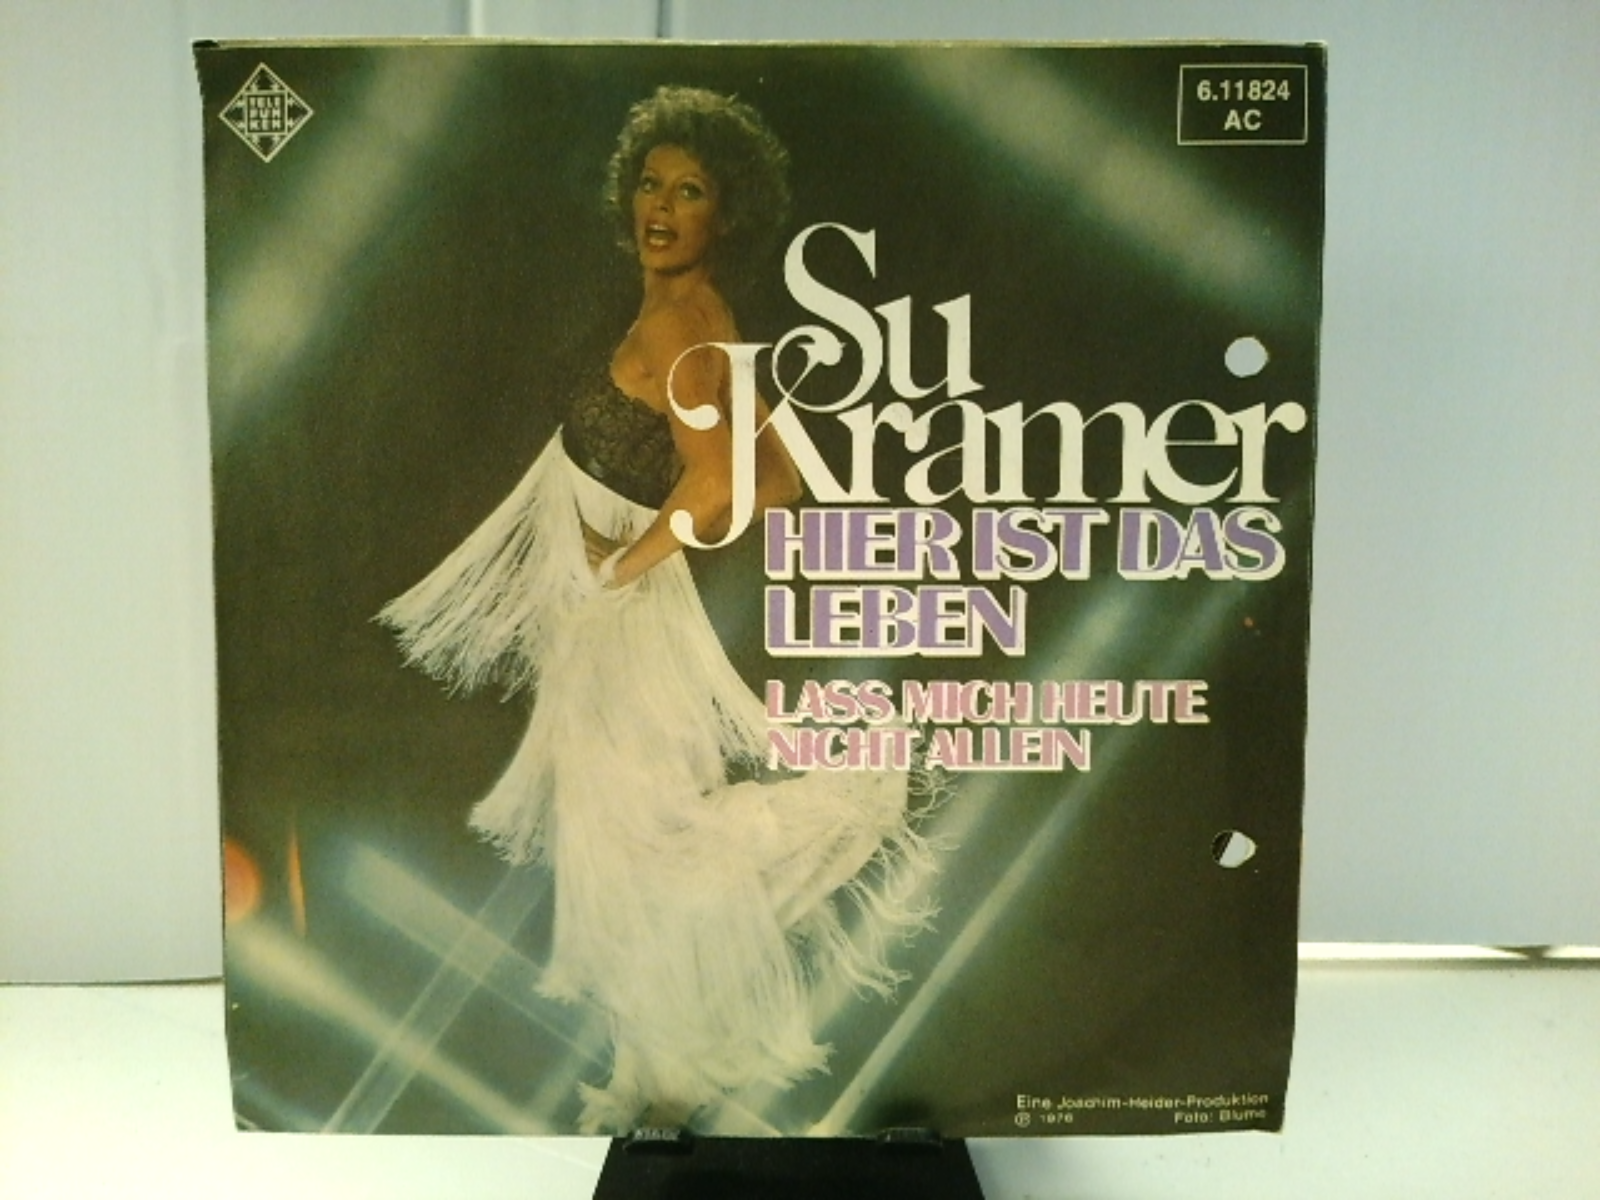 TELE
FUN
KEN
6.11824
AC
Su
Kramer
HIER IST DAS
LEBEN
LASS MICH HEUTE
NICHT ALLEIN
Eine Joachim-Heider-Produktion
℗ 1976
Foto: Blume